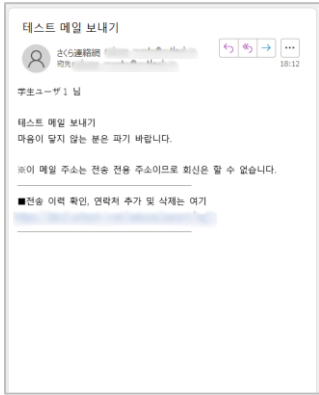 테스트 메일 보내기
さくら連絡網
宛先
18:12
学生ユーザ1 님
테스트 메일 보내기
마음이 닿지 않는 분은 파기 바랍니다.
※이 메일 주소는 전송 전용 주소이므로 회신은 할 수 없습니다.
■전송 이력 확인, 연락처 추가 및 삭제는 여기